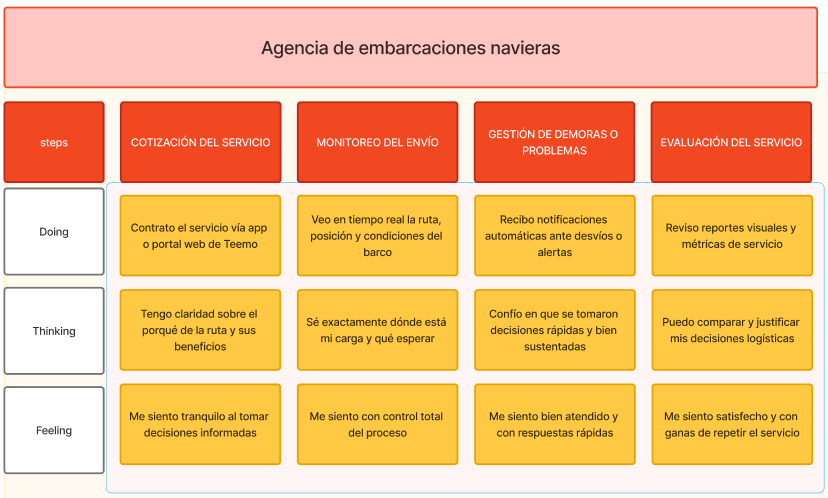 Agencia de embarcaciones navieras
steps
COTIZACIÓN DEL SERVICIO
MONITOREO DEL ENVÍO
GESTIÓN DE DEMORAS O
PROBLEMAS
EVALUACIÓN DEL SERVICIO
Doing
Contrato el servicio vía app
o portal web de Teemo
Veo en tiempo real la ruta,
posición y condiciones del
barco
Recibo notificaciones
automáticas ante desvíos o
alertas
Reviso reportes visuales y
métricas de servicio
Thinking
Tengo claridad sobre el
porqué de la ruta y sus
beneficios
Sé exactamente dónde está
mi carga y qué esperar
Confío en que se tomaron
decisiones rápidas y bien
sustentadas
Puedo comparar y justificar
mis decisiones logísticas
Feeling
Me siento tranquilo al tomar
decisiones informadas
Me siento con control total
del proceso
Me siento bien atendido y
con respuestas rápidas
Me siento satisfecho y con
ganas de repetir el servicio